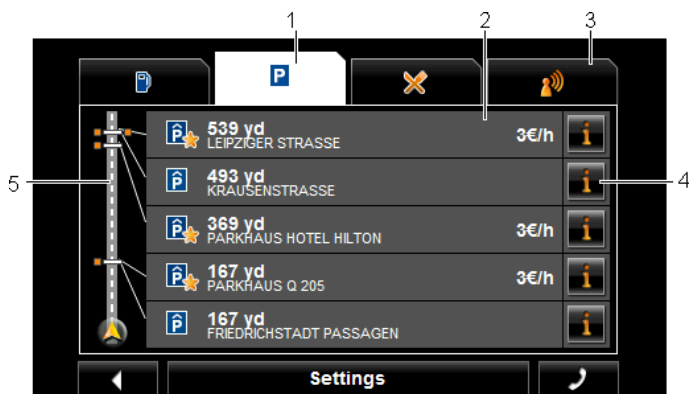 1 2 3
P
539 yd
LEIPZIGER STRASSE
3€/h
i
P
493 yd
KRAUSENSTRASSE
i
4
5
P
369 yd
PARKHAUS HOTEL HILTON
3€/h
i
P
167 yd
PARKHAUS Q 205
3€/h
i
P
167 yd
FRIEDRICHSTADT PASSAGEN
i
P
Settings